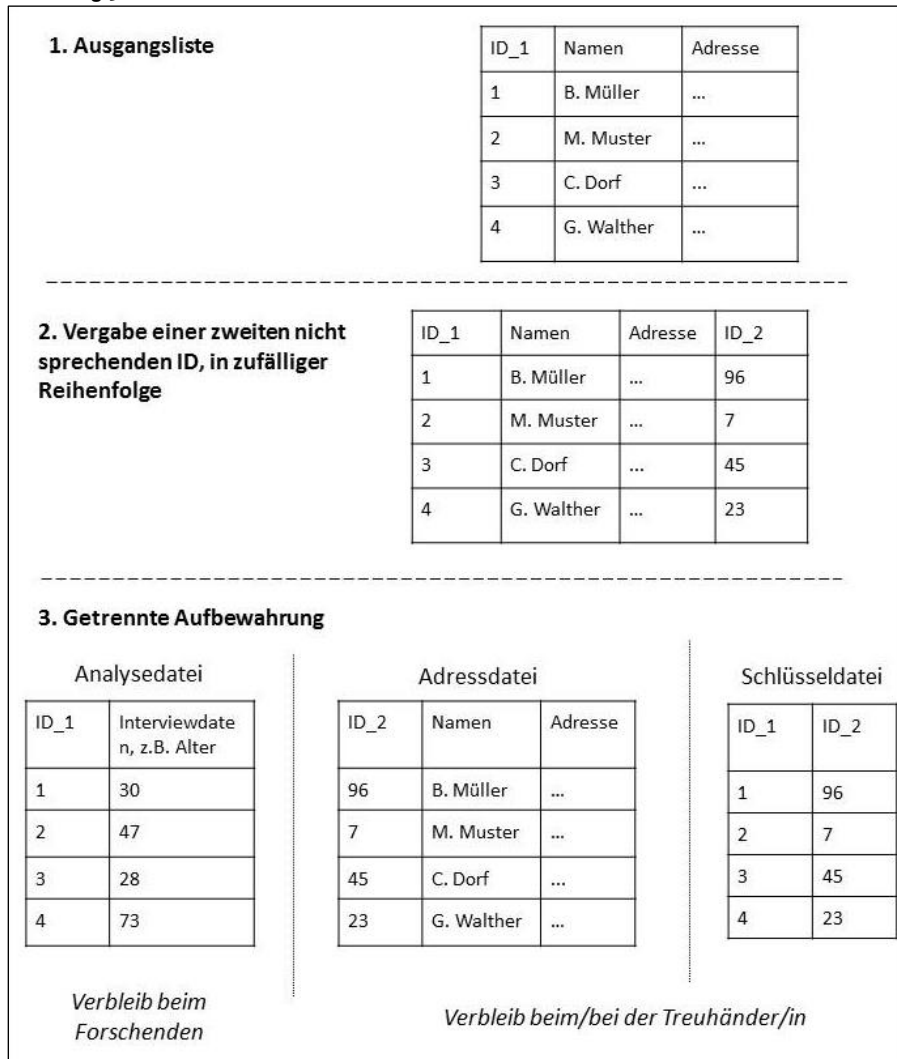 1. Ausgangsliste
ID_1 Namen Adresse
1 B. Müller ...
2 M. Muster ...
3 C. Dorf ...
4 G. Walther ...
2. Vergabe einer zweiten nicht
sprechenden ID, in zufälliger
Reihenfolge
ID_1 Namen Adresse ID_2
1 B. Müller ... 96
2 M. Muster ... 7
3 C. Dorf ... 45
4 G. Walther ... 23
3. Getrennte Aufbewahrung
Analysedatei
ID_1 Interviewdate
n, z.B. Alter
1 30
2 47
3 28
4 73
Verbleib beim
Forschenden
Adressdatei
ID_2 Namen Adresse
96 B. Müller ...
7 M. Muster ...
45 C. Dorf ...
23 G. Walther ...
Schlüsseldatei
ID_1 ID_2
1 96
2 7
3 45
4 23
Verbleib beim/bei der Treuhänder/in